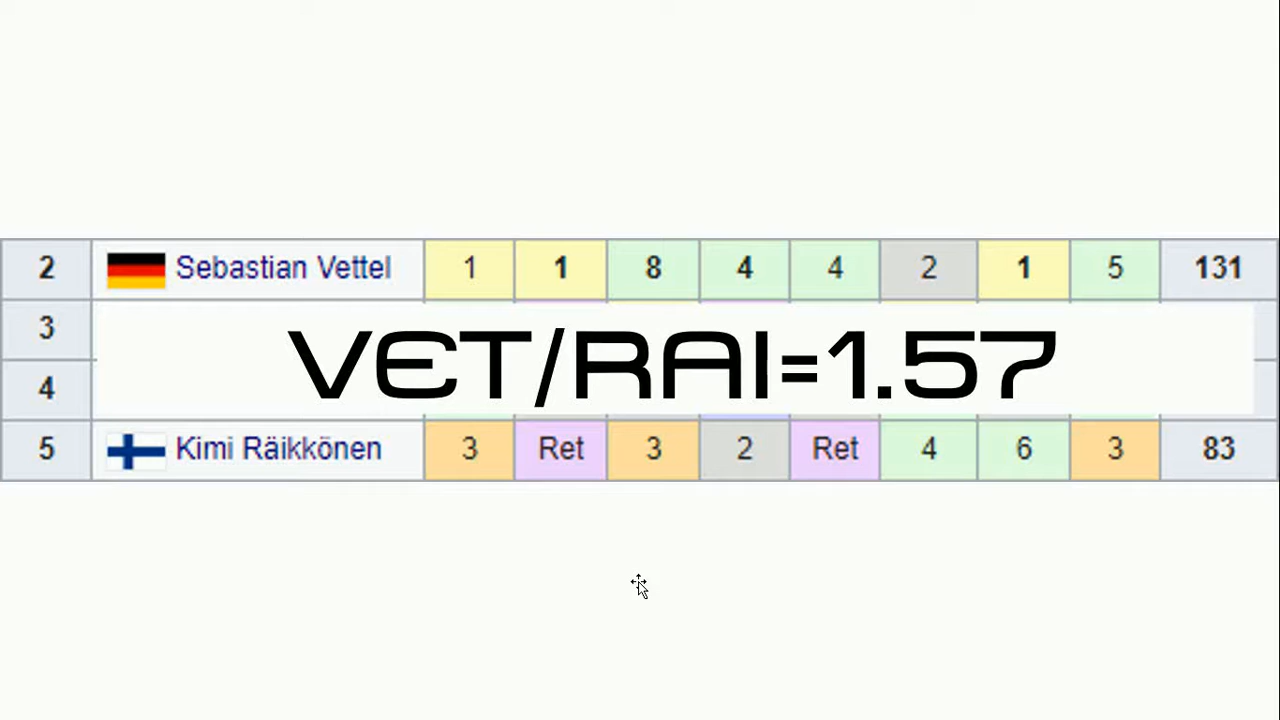 2 Sebastian Vettel 1 1 8 4 4 2 1 5 131
3
VET/RAI=1.57
4
5 Kimi Räikkönen 3 Ret 3 2 Ret 4 6 3 83